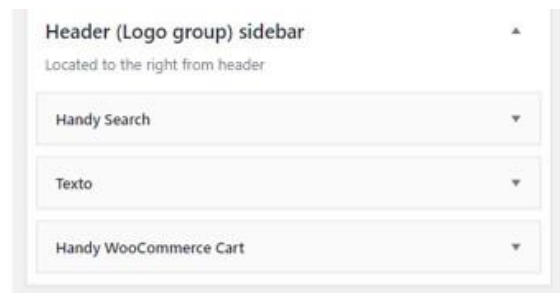 Header (Logo group) sidebar
Located to the right from header
Handy Search
Texto
Handy WooCommerce Cart